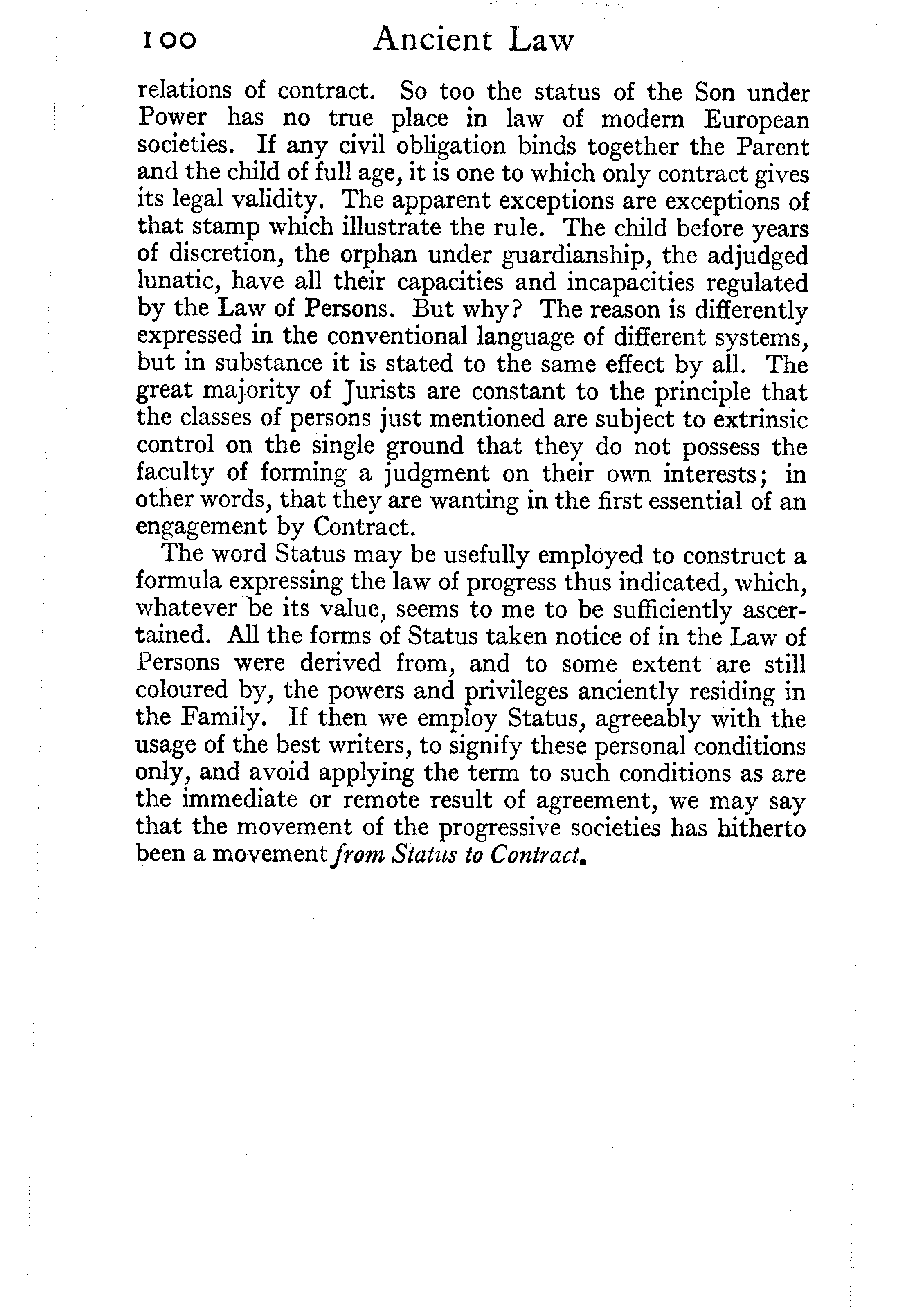 100 Ancient Law
relations of contract. So too the status of the Son under
Power has no true place in law of modern European
societies. If any civil obligation binds together the Parent
and the child of full age, it is one to which only contract gives
its legal validity. The apparent exceptions are exceptions of
that stamp which illustrate the rule. The child before years
of discretion, the orphan under guardianship, the adjudged
lunatic, have all their capacities and incapacities regulated
by the Law of Persons. But why? The reason is differently
expressed in the conventional language of different systems,
but in substance it is stated to the same effect by all. The
great majority of Jurists are constant to the principle that
the classes of persons just mentioned are subject to extrinsic
control on the single ground that they do not possess the
faculty of forming a judgment on their own interests; in
other words, that they are wanting in the first essential of an
engagement by Contract.
The word Status may be usefully employed to construct a
formula expressing the law of progress thus indicated, which,
whatever be its value, seems to me to be sufficiently ascer-
tained. All the forms of Status taken notice of in the Law of
Persons were derived from, and to some extent are still
coloured by, the powers and privileges anciently residing in
the Family. If then we employ Status, agreeably with the
usage of the best writers, to signify these personal conditions
only, and avoid applying the term to such conditions as are
the immediate or remote result of agreement, we may say
that the movement of the progressive societies has hitherto
been a movement from Status to Contract.